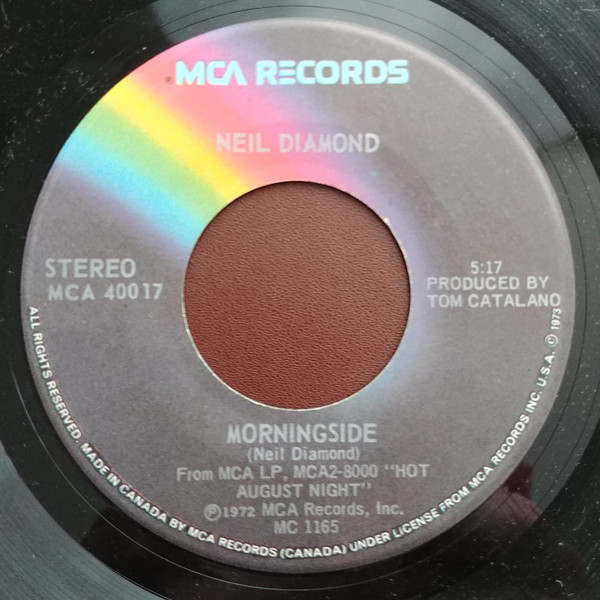 MCA RECORDS
NEIL DIAMOND
STEREO
MCA 40017
5:17
PRODUCED BY
TOM CATALANO
MORNINGSIDE
(Neil Diamond)
From MCA LP, MCA2-8000 "HOT
AUGUST NIGHT"
Ⓟ1972 MCA Records, Inc.
MC 1165
ALL RIGHTS RESERVED. MADE IN CANADA BY MCA RECORDS (CANADA) UNDER LICENSE FROM MCA RECORDS INC. U.S.A. © 1973